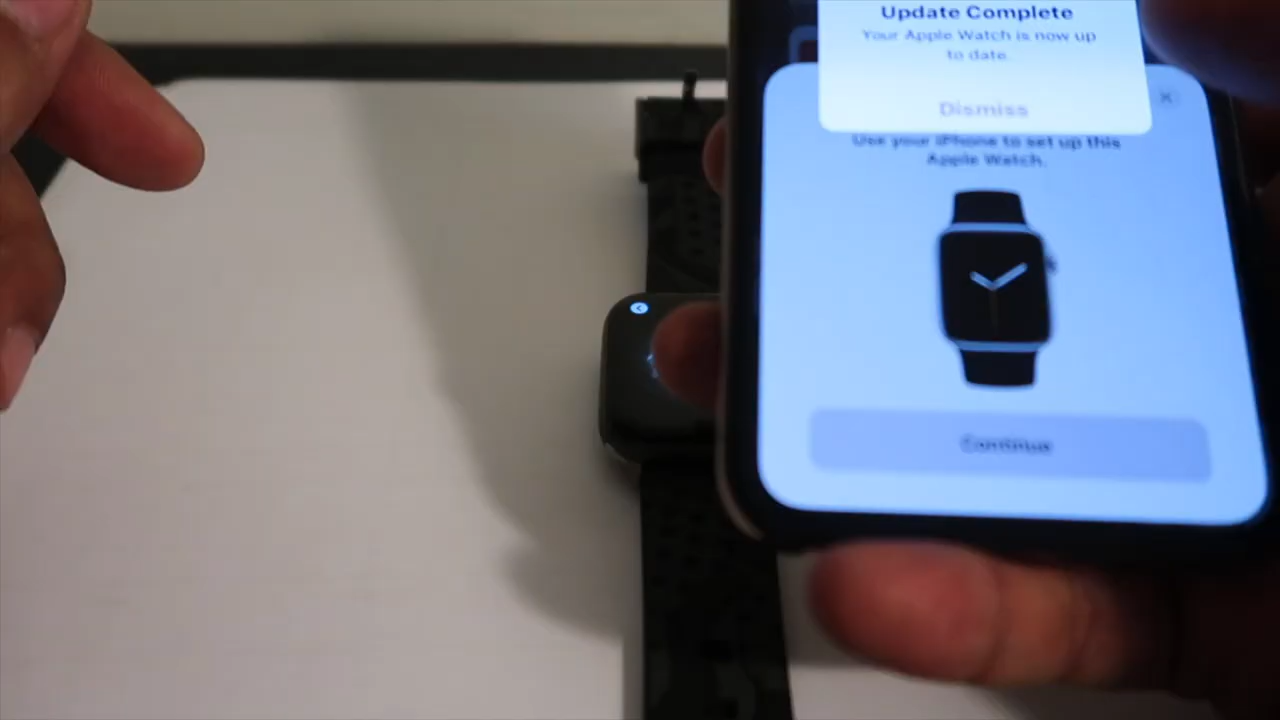 Update Complete
Your Apple Watch is now up
to date.
Dismiss
Use your iPhone to set up this
Apple Watch.
Continue